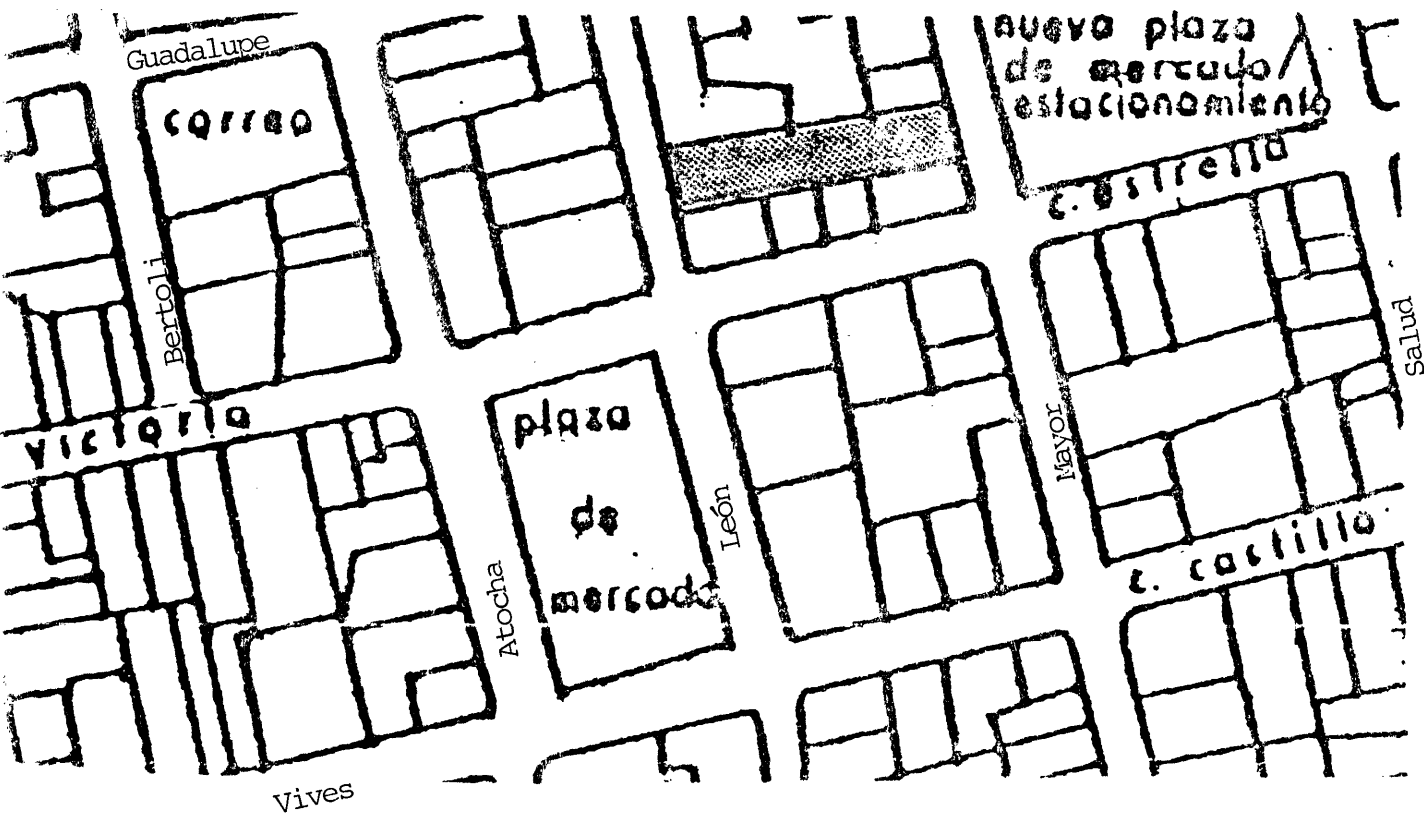 Guadalupe
correo
nueva plaza
de mercado/
estacionamiento
c. estrella
Bertoli
Salud
victoria
plaza
de
mercado
León
Mayor
Atocha
c. castillo
Vives